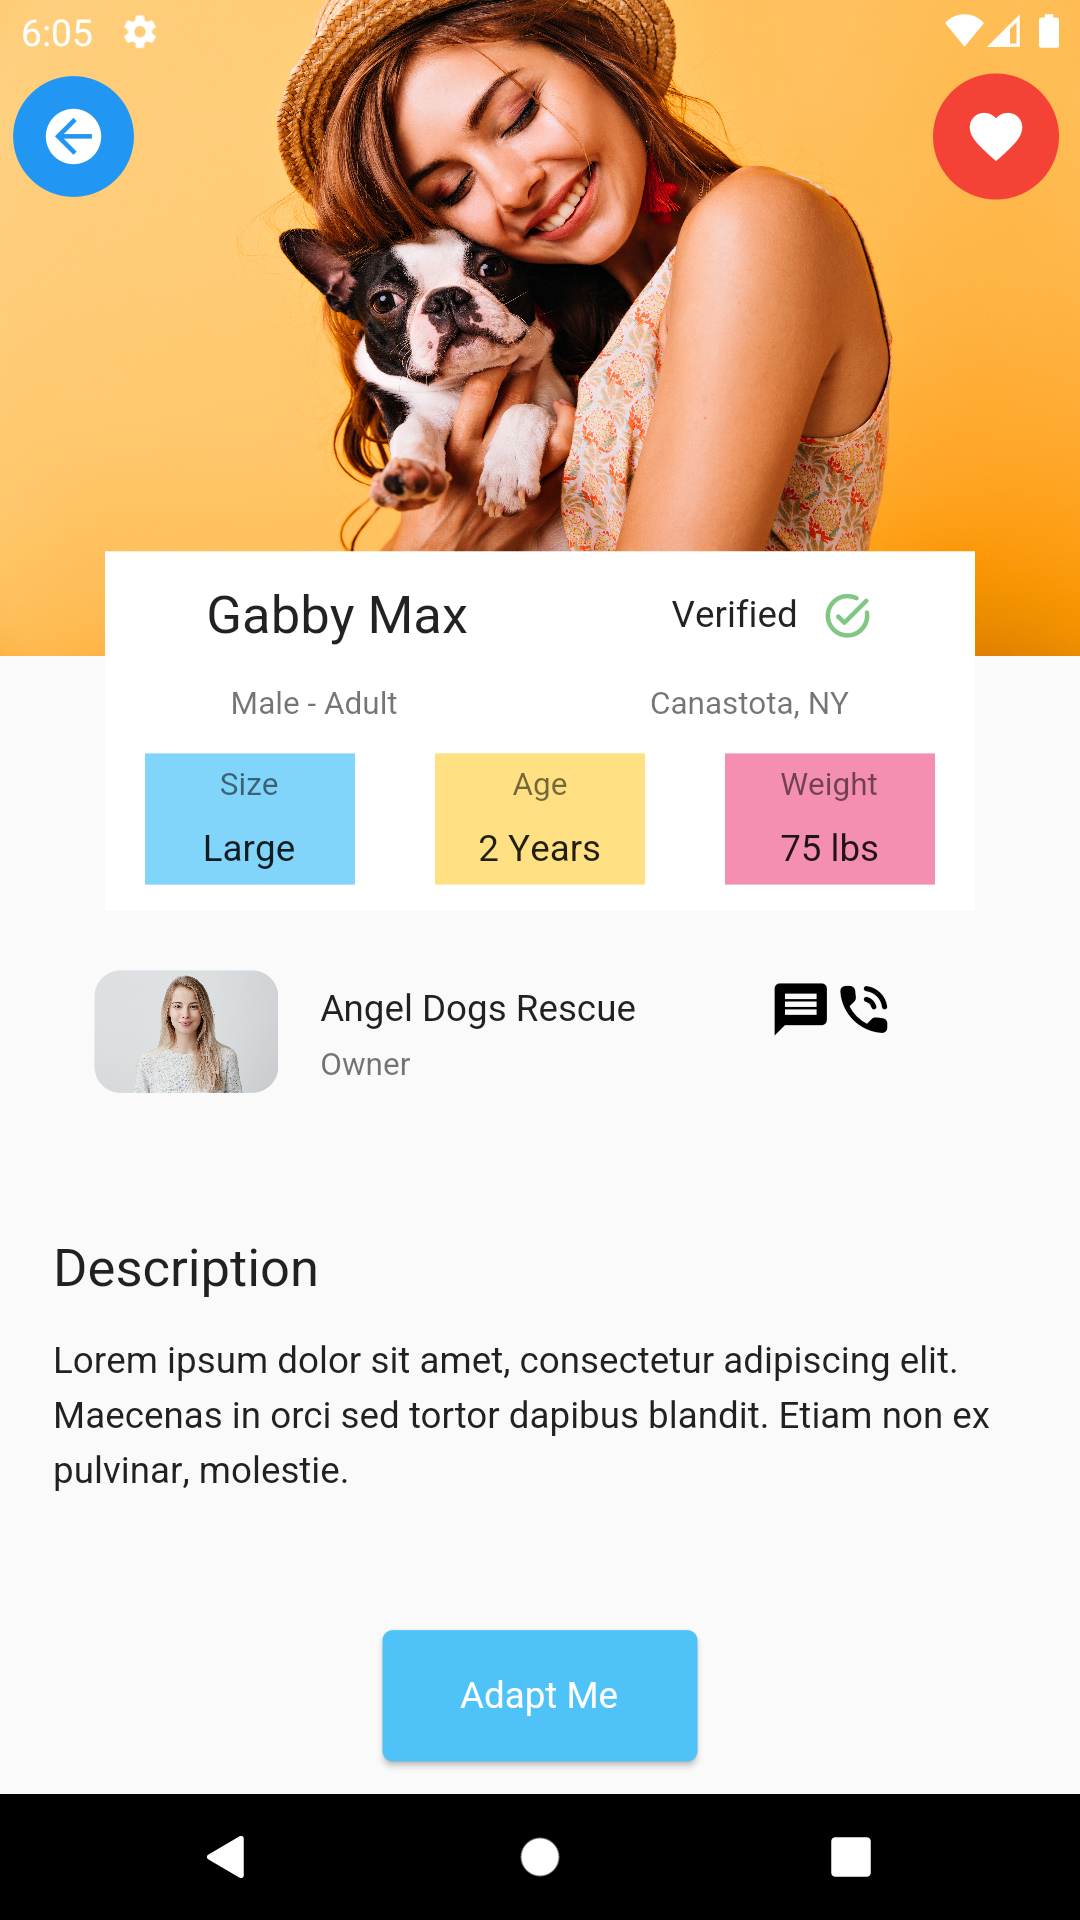 6:05
Gabby Max
Verified
Male - Adult
Canastota, NY
Size
Age
Weight
Large
2 Years
75 lbs
Angel Dogs Rescue
Owner
Description
Lorem ipsum dolor sit amet, consectetur adipiscing elit.
Maecenas in orci sed tortor dapibus blandit. Etiam non ex
pulvinar, molestie.
Adapt Me